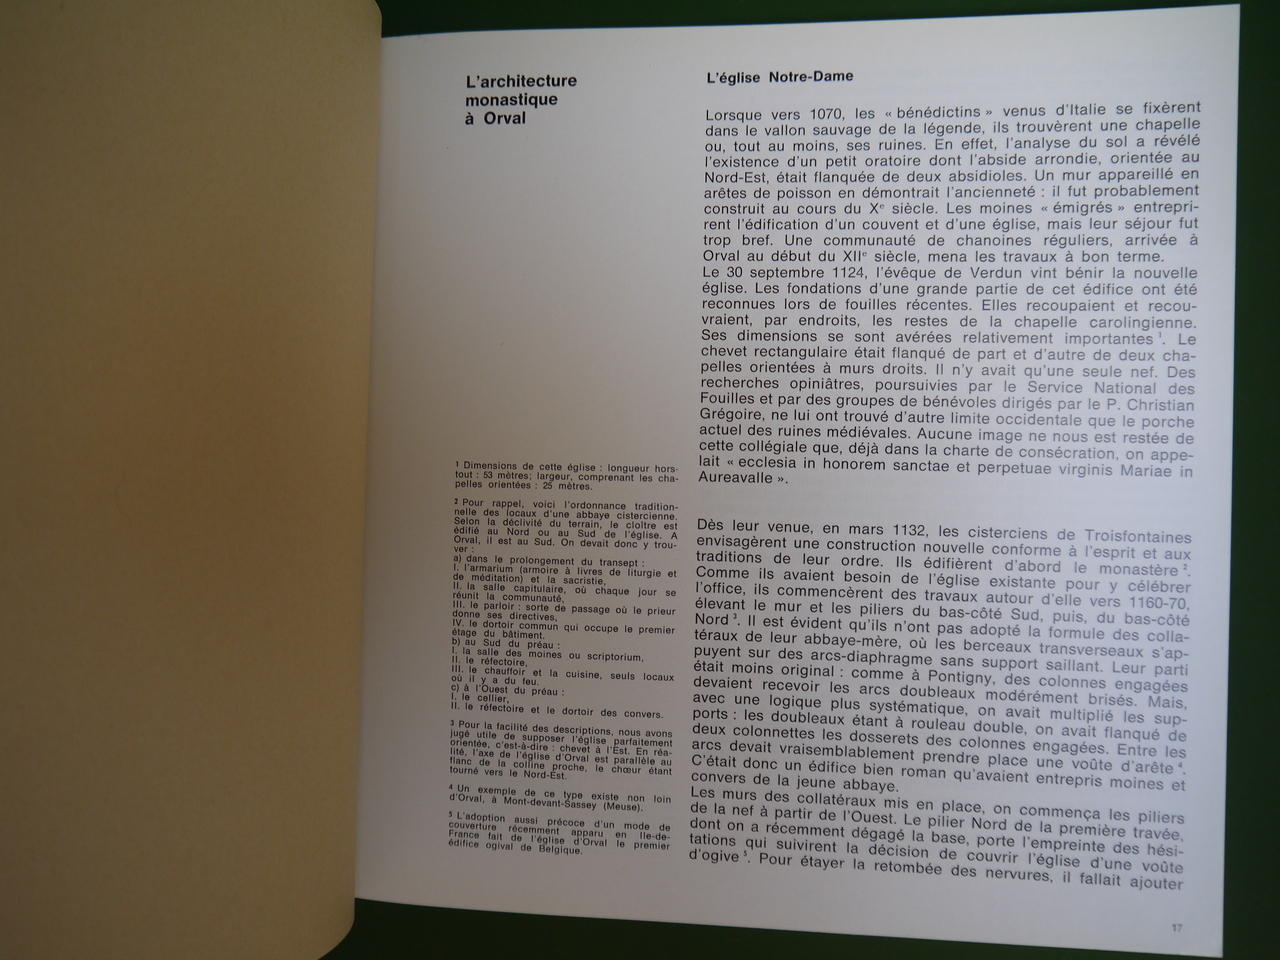 L'architecture
monastique
à Orval
L'église Notre-Dame
Lorsque vers 1070, les « bénédictins » venus d'Italie se fixèrent
dans le vallon sauvage de la légende, ils trouvèrent une chapelle
ou, tout au moins, ses ruines. En effet, l'analyse du sol a révélé
l'existence d'un petit oratoire dont l'abside arrondie, orientée au
Nord-Est, était flanquée de deux absidioles. Un mur appareillé en
arêtes de poisson en démontrait l'ancienneté : il fut probablement
construit au cours du Xe siècle. Les moines « émigrés » entrepri-
rent l'édification d'un couvent et d'une église, mais leur séjour fut
trop bref. Une communauté de chanoines réguliers, arrivée à
Orval au début du XIIe siècle, mena les travaux à bon terme.
Le 30 septembre 1124, l'évêque de Verdun vint bénir la nouvelle
église. Les fondations d'une grande partie de cet édifice ont été
reconnues lors de fouilles récentes. Elles recoupaient et recou-
vraient, par endroits, les restes de la chapelle carolingienne.
Ses dimensions se sont avérées relativement importantes 1. Le
chevet rectangulaire était flanqué de part et d'autre de deux cha-
pelles orientées à murs droits. Il n'y avait qu'une seule nef. Des
recherches opiniâtres, poursuivies par le Service National des
Fouilles et par des groupes de bénévoles dirigés par le P. Christian
Grégoire, ne lui ont trouvé d'autre limite occidentale que le porche
actuel des ruines médiévales. Aucune image ne nous est restée de
cette collégiale que, déjà dans la charte de consécration, on appe-
lait « ecclesia in honorem sanctae et perpetuae virginis Mariae in
Aureavalle ».
Dès leur venue, en mars 1132, les cisterciens de Troisfontaines
envisagèrent une construction nouvelle conforme à l'esprit et aux
traditions de leur ordre. Ils édifièrent d'abord le monastère 2.
Comme ils avaient besoin de l'église existante pour y célébrer
l'office, ils commencèrent des travaux autour d'elle vers 1160-70,
élevant le mur et les piliers du bas-côté Sud, puis, du bas-côté
Nord 3. Il est évident qu'ils n'ont pas adopté la formule des colla-
téraux de leur abbaye-mère, où les berceaux transverseaux s'ap-
puyent sur des arcs-diaphragme sans support saillant. Leur parti
était moins original : comme à Pontigny, des colonnes engagées
devaient recevoir les arcs doubleaux modérément brisés. Mais,
avec une logique plus systématique, on avait multiplié les sup-
ports : les doubleaux étant à rouleau double, on avait flanqué de
deux colonnettes les dosserets des colonnes engagées. Entre les
arcs devait vraisemblablement prendre place une voûte d'arête 4.
C'était donc un édifice bien roman qu'avaient entrepris moines et
convers de la jeune abbaye.
Les murs des collatéraux mis en place, on commença les piliers
de la nef à partir de l'Ouest. Le pilier Nord de la première travée,
dont on a récemment dégagé la base, porte l'empreinte des hési-
tations qui suivirent la décision de couvrir l'église d'une voûte
d'ogive 5. Pour étayer la retombée des nervures, il fallait ajouter
1 Dimensions de cette église : longueur hors-
tout : 53 mètres; largeur, comprenant les cha-
pelles orientées : 25 mètres.
2 Pour rappel, voici l'ordonnance tradition-
nelle des locaux d'une abbaye cistercienne.
Selon la déclivité du terrain, le cloître est
édifié au Nord ou au Sud de l'église. A
Orval, il est au Sud. On devait donc y trou-
ver :
a) dans le prolongement du transept :
I. l'armarium (armoire à livres de liturgie et
de méditation) et la sacristie,
II. la salle capitulaire, où chaque jour se
réunit la communauté,
III. le parloir : sorte de passage où le prieur
donne ses directives,
IV. le dortoir commun qui occupe le premier
étage du bâtiment.
b) au Sud du préau :
I. la salle des moines ou scriptorium,
II. le réfectoire,
III. le chauffoir et la cuisine, seuls locaux
où il y a du feu.
c) à l'Ouest du préau :
I. le cellier,
II. le réfectoire et le dortoir des convers.
3 Pour la facilité des descriptions, nous avons
jugé utile de supposer l'église parfaitement
orientée, c'est-à-dire : chevet à l'Est. En réa-
lité, l'axe de l'église d'Orval est parallèle au
flanc de la colline proche, le chœur étant
tourné vers le Nord-Est.
4 Un exemple de ce type existe non loin
d'Orval, à Mont-devant-Sassey (Meuse).
5 L'adoption aussi précoce d'un mode de
couverture récemment apparu en Ile-de-
France fait de l'église d'Orval le premier
édifice ogival de Belgique.
17